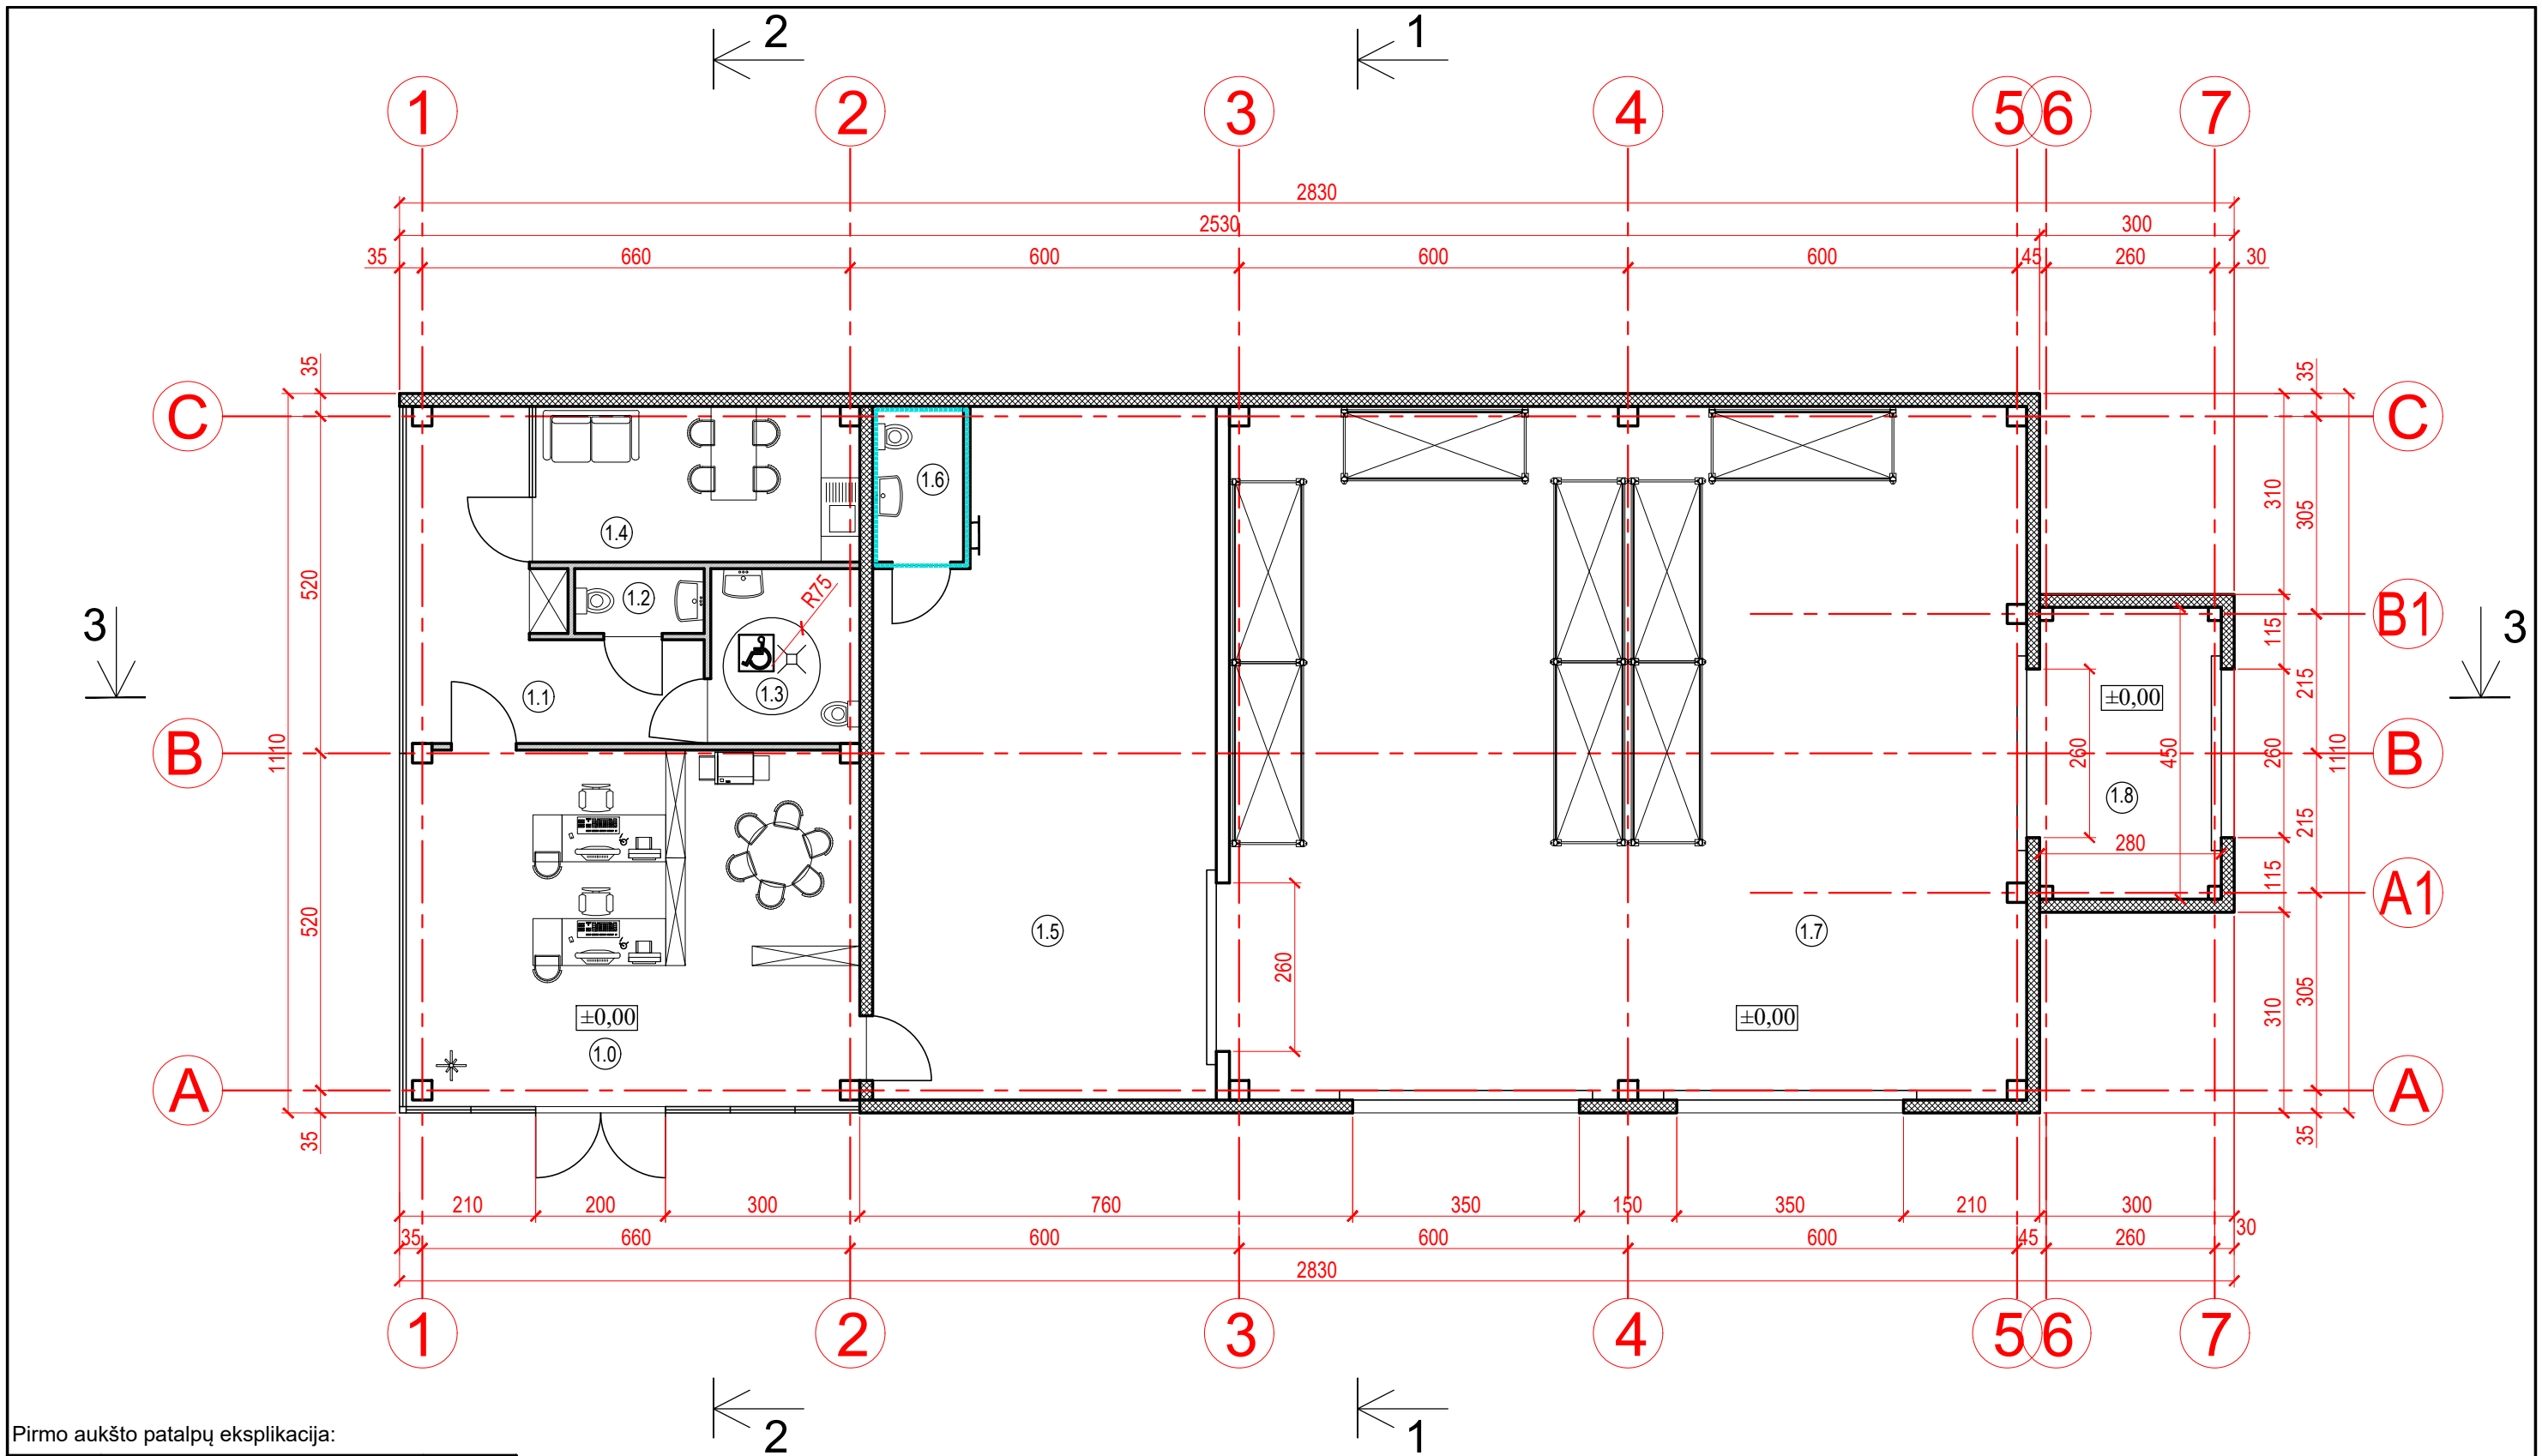 2 1
1 2 3 4 5 6 7
2830
2530 300
35 660 600 600 600 45 260 30
35 35
C C
1.6
310 305
1.4
520
R75
1.2
3 B1 3
115
1.3
1.1 215
±0,00
B B
1110 260 450 260 1110
1.8
215
280
115
A1
520 1.5 1.7
260 305
310
±0,00 ±0,00
1.0
A A
35 35
210 200 300 760 350 150 350 210 300
35 660 600 600 600 45 260 30
2830
1 2 3 4 5 6 7
2 1
Pirmo aukšto patalpų eksplikacija: